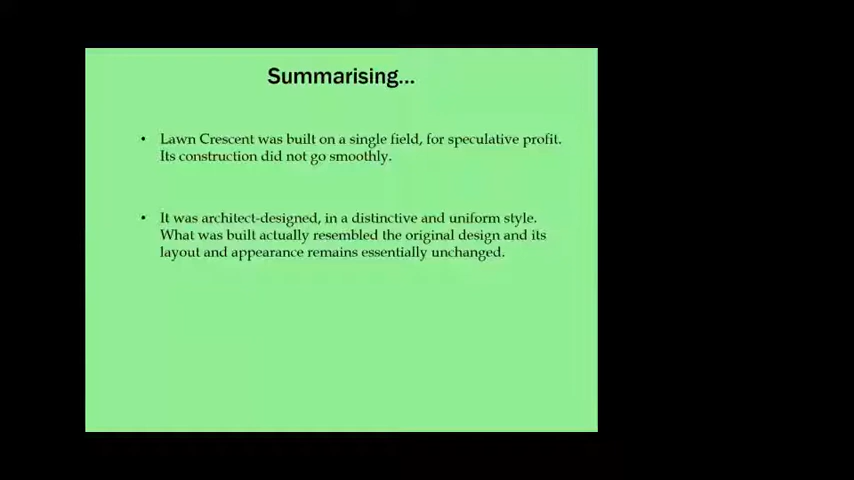 Summarising...
• Lawn Crescent was built on a single field, for speculative profit.
Its construction did not go smoothly.
• It was architect-designed, in a distinctive and uniform style.
What was built actually resembled the original design and its
layout and appearance remains essentially unchanged.